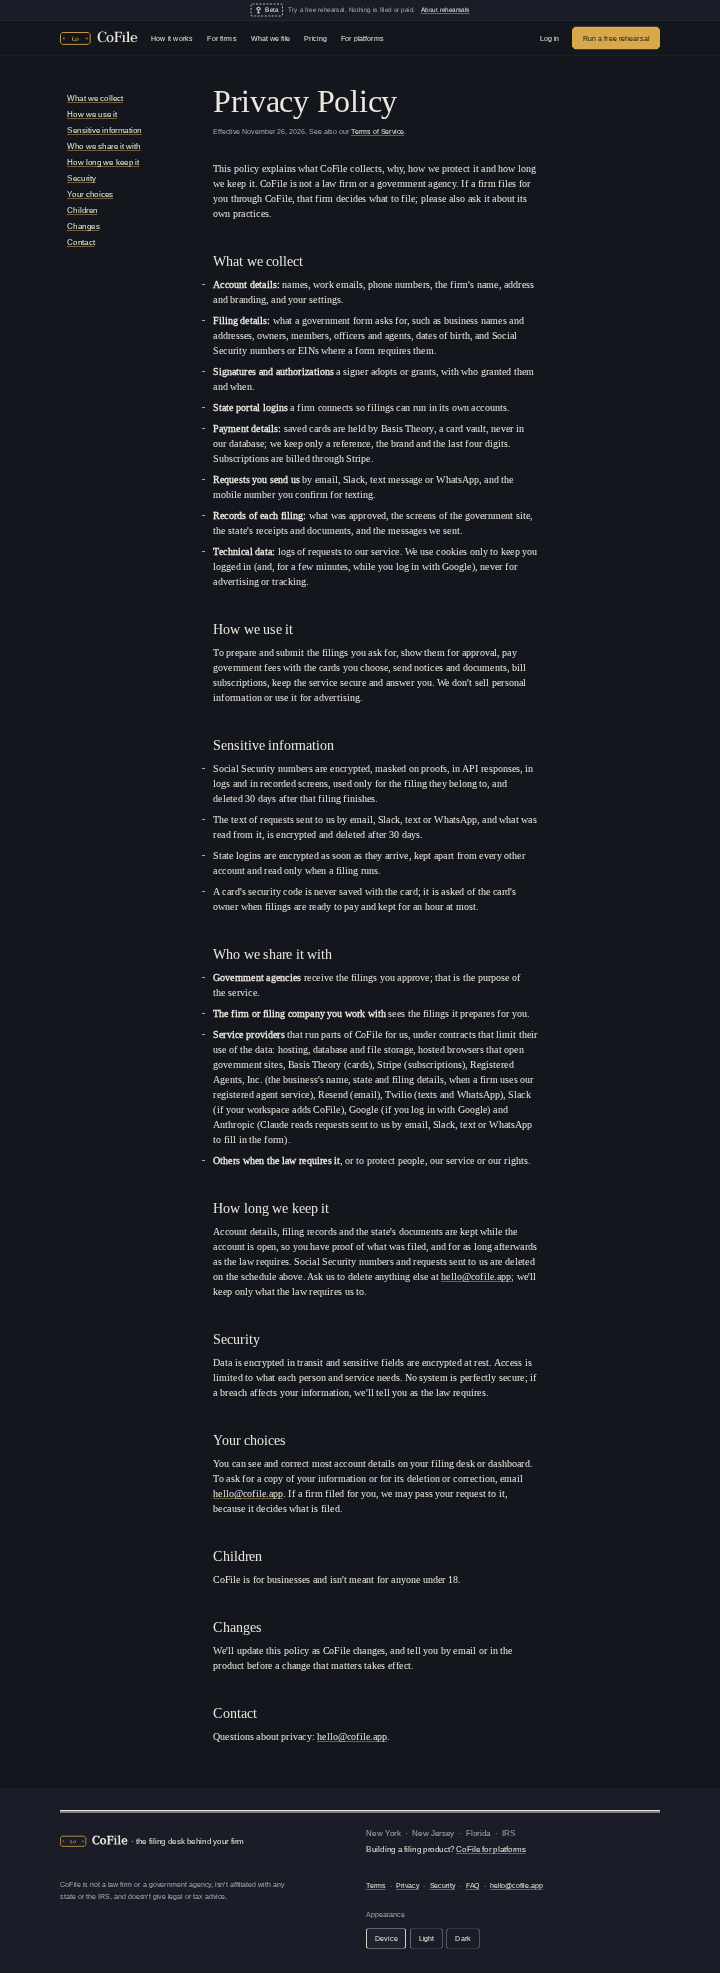 Beta Try a free rehearsal. Nothing is filed or paid. About rehearsals
Co CoFile How it works For firms What we file Pricing For platforms Log in Run a free rehearsal
What we collect
How we use it
Sensitive information
Who we share it with
How long we keep it
Security
Your choices
Children
Changes
Contact
Privacy Policy
Effective November 26, 2026. See also our Terms of Service.
This policy explains what CoFile collects, why, how we protect it and how long
we keep it. CoFile is not a law firm or a government agency. If a firm files for
you through CoFile, that firm decides what to file; please also ask it about its
own practices.
What we collect
- Account details: names, work emails, phone numbers, the firm's name, address
and branding, and your settings.
- Filing details: what a government form asks for, such as business names and
addresses, owners, members, officers and agents, dates of birth, and Social
Security numbers or EINs where a form requires them.
- Signatures and authorizations a signer adopts or grants, with who granted them
and when.
- State portal logins a firm connects so filings can run in its own accounts.
- Payment details: saved cards are held by Basis Theory, a card vault, never in
our database; we keep only a reference, the brand and the last four digits.
Subscriptions are billed through Stripe.
- Requests you send us by email, Slack, text message or WhatsApp, and the
mobile number you confirm for texting.
- Records of each filing: what was approved, the screens of the government site,
the state's receipts and documents, and the messages we sent.
- Technical data: logs of requests to our service. We use cookies only to keep you
logged in (and, for a few minutes, while you log in with Google), never for
advertising or tracking.
How we use it
To prepare and submit the filings you ask for, show them for approval, pay
government fees with the cards you choose, send notices and documents, bill
subscriptions, keep the service secure and answer you. We don't sell personal
information or use it for advertising.
Sensitive information
- Social Security numbers are encrypted, masked on proofs, in API responses, in
logs and in recorded screens, used only for the filing they belong to, and
deleted 30 days after that filing finishes.
- The text of requests sent to us by email, Slack, text or WhatsApp, and what was
read from it, is encrypted and deleted after 30 days.
- State logins are encrypted as soon as they arrive, kept apart from every other
account and read only when a filing runs.
- A card's security code is never saved with the card; it is asked of the card's
owner when filings are ready to pay and kept for an hour at most.
Who we share it with
- Government agencies receive the filings you approve; that is the purpose of
the service.
- The firm or filing company you work with sees the filings it prepares for you.
- Service providers that run parts of CoFile for us, under contracts that limit their
use of the data: hosting, database and file storage, hosted browsers that open
government sites, Basis Theory (cards), Stripe (subscriptions), Registered
Agents, Inc. (the business's name, state and filing details, when a firm uses our
registered agent service), Resend (email), Twilio (texts and WhatsApp), Slack
(if your workspace adds CoFile), Google (if you log in with Google) and
Anthropic (Claude reads requests sent to us by email, Slack, text or WhatsApp
to fill in the form).
- Others when the law requires it, or to protect people, our service or our rights.
How long we keep it
Account details, filing records and the state's documents are kept while the
account is open, so you have proof of what was filed, and for as long afterwards
as the law requires. Social Security numbers and requests sent to us are deleted
on the schedule above. Ask us to delete anything else at hello@cofile.app; we'll
keep only what the law requires us to.
Security
Data is encrypted in transit and sensitive fields are encrypted at rest. Access is
limited to what each person and service needs. No system is perfectly secure; if
a breach affects your information, we'll tell you as the law requires.
Your choices
You can see and correct most account details on your filing desk or dashboard.
To ask for a copy of your information or for its deletion or correction, email
hello@cofile.app. If a firm filed for you, we may pass your request to it,
because it decides what is filed.
Children
CoFile is for businesses and isn't meant for anyone under 18.
Changes
We'll update this policy as CoFile changes, and tell you by email or in the
product before a change that matters takes effect.
Contact
Questions about privacy: hello@cofile.app.
Co CoFile · the filing desk behind your firm
CoFile is not a law firm or a government agency, isn't affiliated with any
state or the IRS, and doesn't give legal or tax advice.
New York · New Jersey · Florida · IRS
Building a filing product? CoFile for platforms
Terms · Privacy · Security · FAQ · hello@cofile.app
Appearance
Device Light Dark